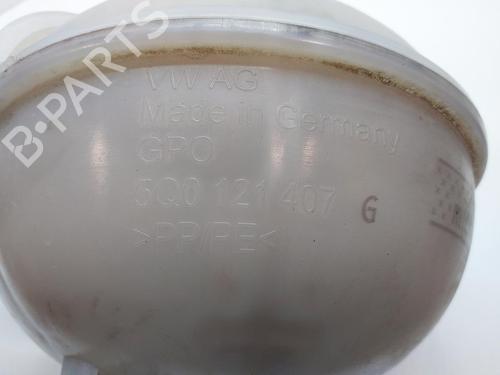 B-PARTS
VW AG
Made in Germany
GPO
5Q0 121 407 G
>PP/PE<